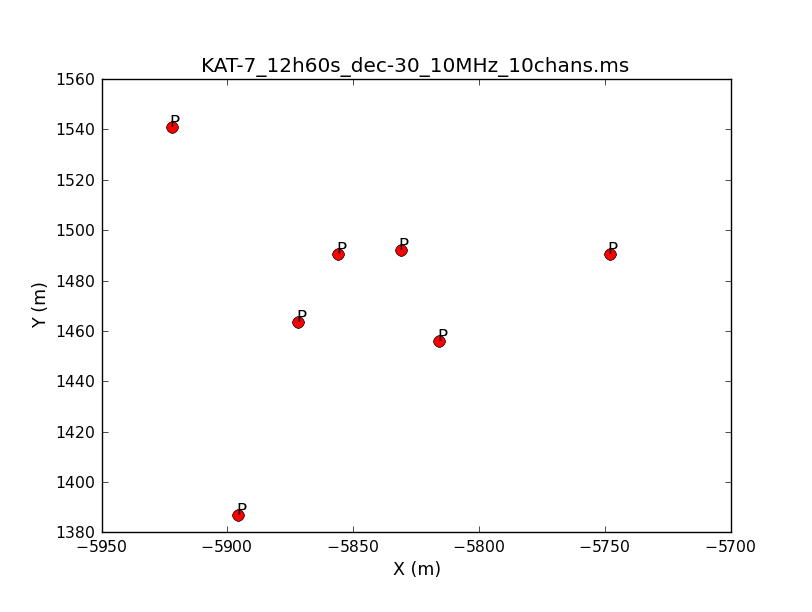 KAT-7_12h60s_dec-30_10MHz_10chans.ms
1560
1540
1520
1500
1480
1460
1440
1420
1400
1380
Y (m)
P
P
P
P
P
P
P
−5950
−5900
−5850
−5800
−5750
−5700
X (m)